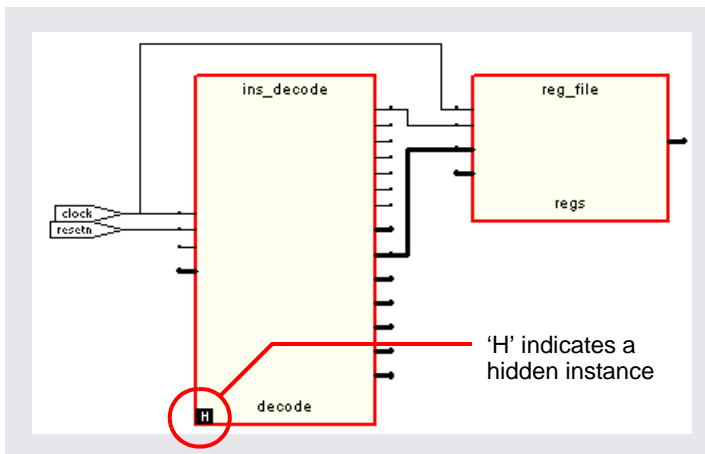 ins_decode
reg_file
clock
resetn
regs
‘H’ indicates a
hidden instance
H
decode